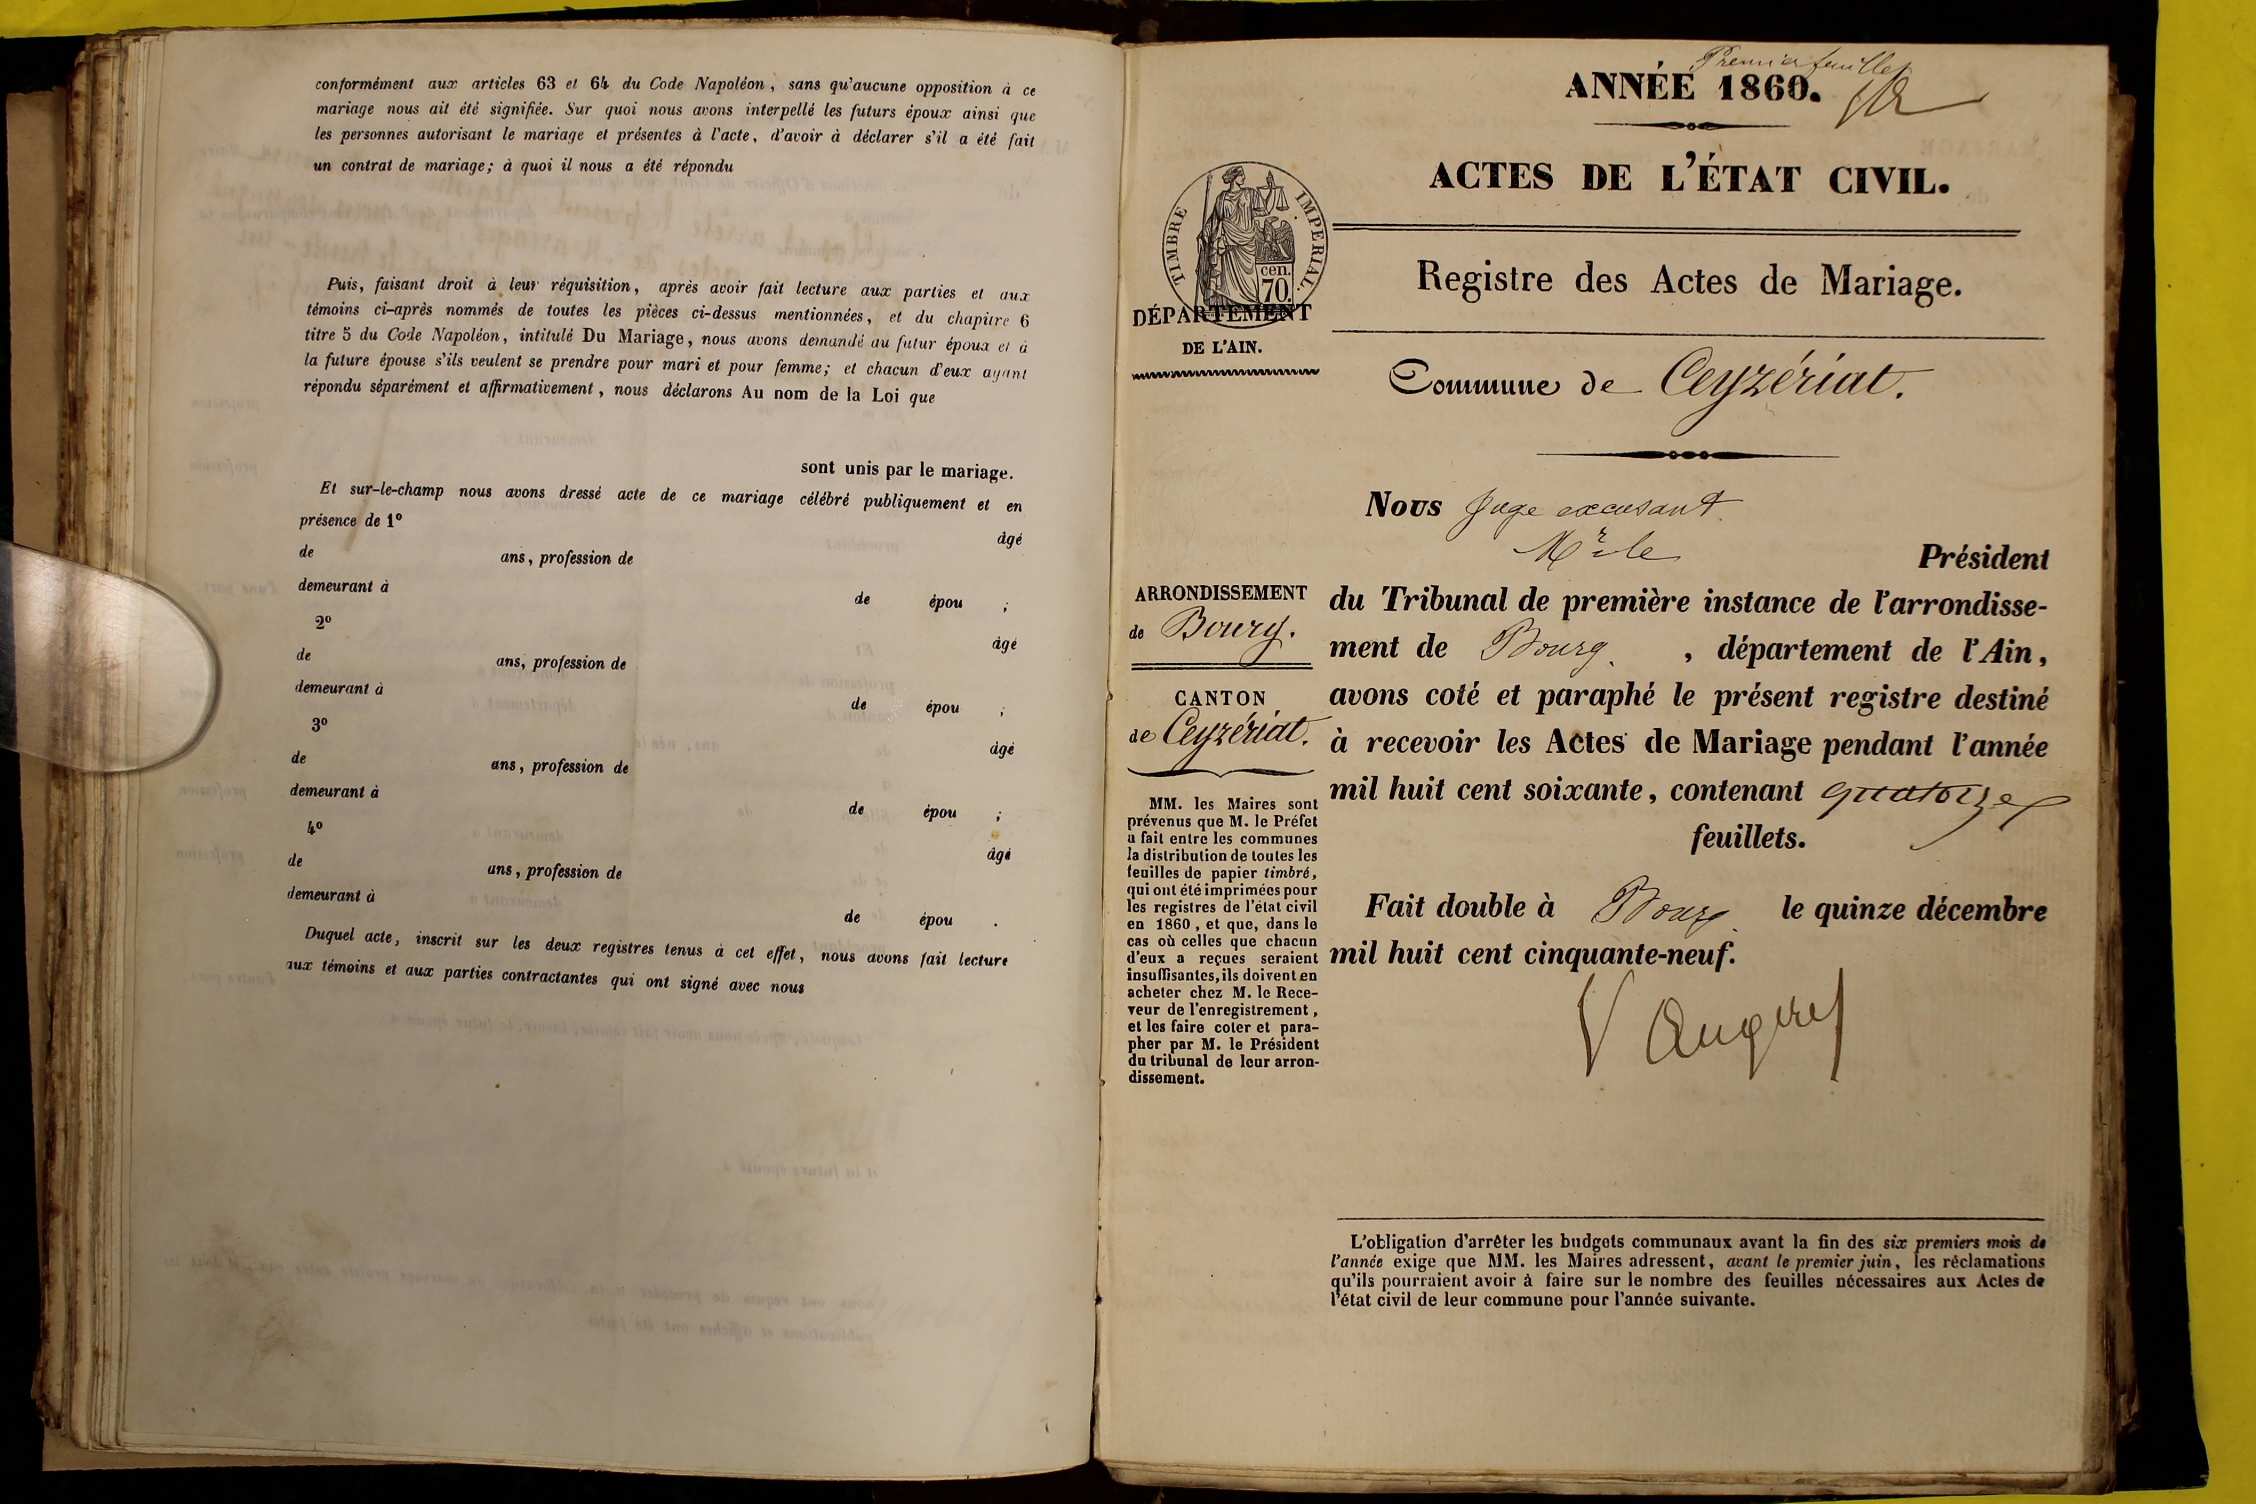 conformément aux articles 63 et 64 du Code Napoléon, sans qu'aucune opposition à ce
mariage nous ait été signifiée. Sur quoi nous avons interpellé les futurs époux ainsi que
les personnes autorisant le mariage et présentes à l'acte, d'avoir à déclarer s'il a été fait
un contrat de mariage; à quoi il nous a été répondu
Puis, faisant droit à leur réquisition, après avoir fait lecture aux parties et aux
témoins ci-après nommés de toutes les pièces ci-dessus mentionnées, et du chapitre 6
titre 5 du Code Napoléon, intitulé Du Mariage, nous avons demandé au futur époux et à
la future épouse s'ils veulent se prendre pour mari et pour femme; et chacun d'eux ayant
répondu séparément et affirmativement, nous déclarons Au nom de la Loi que
sont unis par le mariage.
Et sur-le-champ nous avons dressé acte de ce mariage célébré publiquement et en
présence de 1º
âgé
de ans, profession de
demeurant à
de épou ;
2º
âgé
de ans, profession de
demeurant à
de épou ;
3º
âgé
de ans, profession de
demeurant à
de épou ;
4º
âgé
de ans, profession de
demeurant à
de épou .
Duquel acte, inscrit sur les deux registres tenus à cet effet, nous avons fait lecture
aux témoins et aux parties contractantes qui ont signé avec nous
Premier feuillet
ANNÉE 1860.
ACTES DE L'ÉTAT CIVIL.
TIMBRE IMPERIAL.
cen.
70.
Registre des Actes de Mariage.
DÉPARTEMENT
DE L'AIN.
Commune de Ceyzériat.
Nous Juge excusant
Mr le Président
ARRONDISSEMENT
de Bourg.
CANTON
de Ceyzériat.
du Tribunal de première instance de l'arrondisse-
ment de Bourg. , département de l'Ain,
avons coté et paraphé le présent registre destiné
à recevoir les Actes de Mariage pendant l'année
mil huit cent soixante, contenant quatorze
feuillets.
Fait double à Bourg. le quinze décembre
mil huit cent cinquante-neuf.
MM. les Maires sont
prévenus que M. le Préfet
a fait entre les communes
la distribution de toutes les
feuilles de papier timbré,
qui ont été imprimées pour
les registres de l'état civil
en 1860, et que, dans le
cas où celles que chacun
d'eux a reçues seraient
insuffisantes, ils doivent en
acheter chez M. le Rece-
veur de l'enregistrement,
et les faire coter et para-
pher par M. le Président
du tribunal de leur arron-
dissement.
L'obligation d'arrêter les budgets communaux avant la fin des six premiers mois de
l'année exige que MM. les Maires adressent, avant le premier juin, les réclamations
qu'ils pourraient avoir à faire sur le nombre des feuilles nécessaires aux Actes de
l'état civil de leur commune pour l'année suivante.